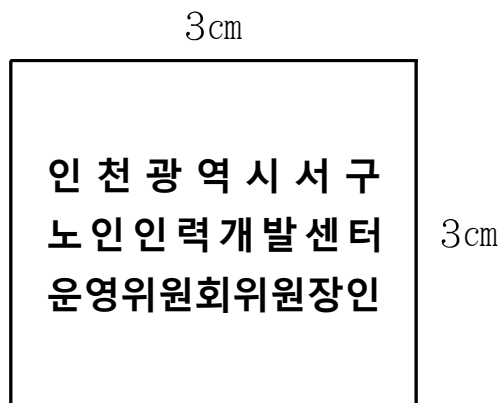 3cm
인 천 광 역 시 서 구
노인인력개발센터
3cm
운영위원회위원장인